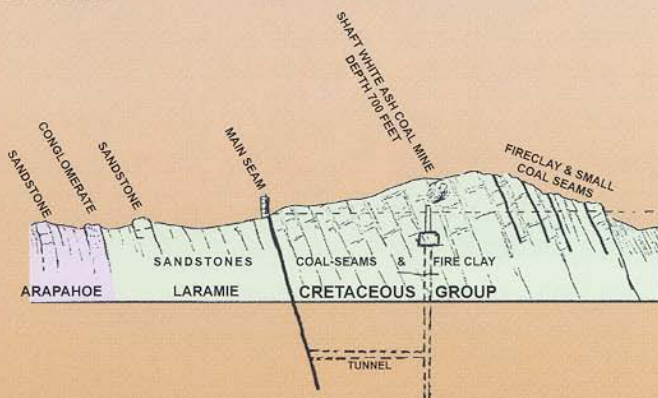 SHAFT WHITE ASH COAL MINE
DEPTH 700 FEET
SANDSTONE
CONGLOMERATE
SANDSTONE
MAIN SEAM
FIRECLAY & SMALL
COAL SEAMS
SANDSTONES COAL-SEAMS & FIRE CLAY
ARAPAHOE LARAMIE CRETACEOUS GROUP
TUNNEL